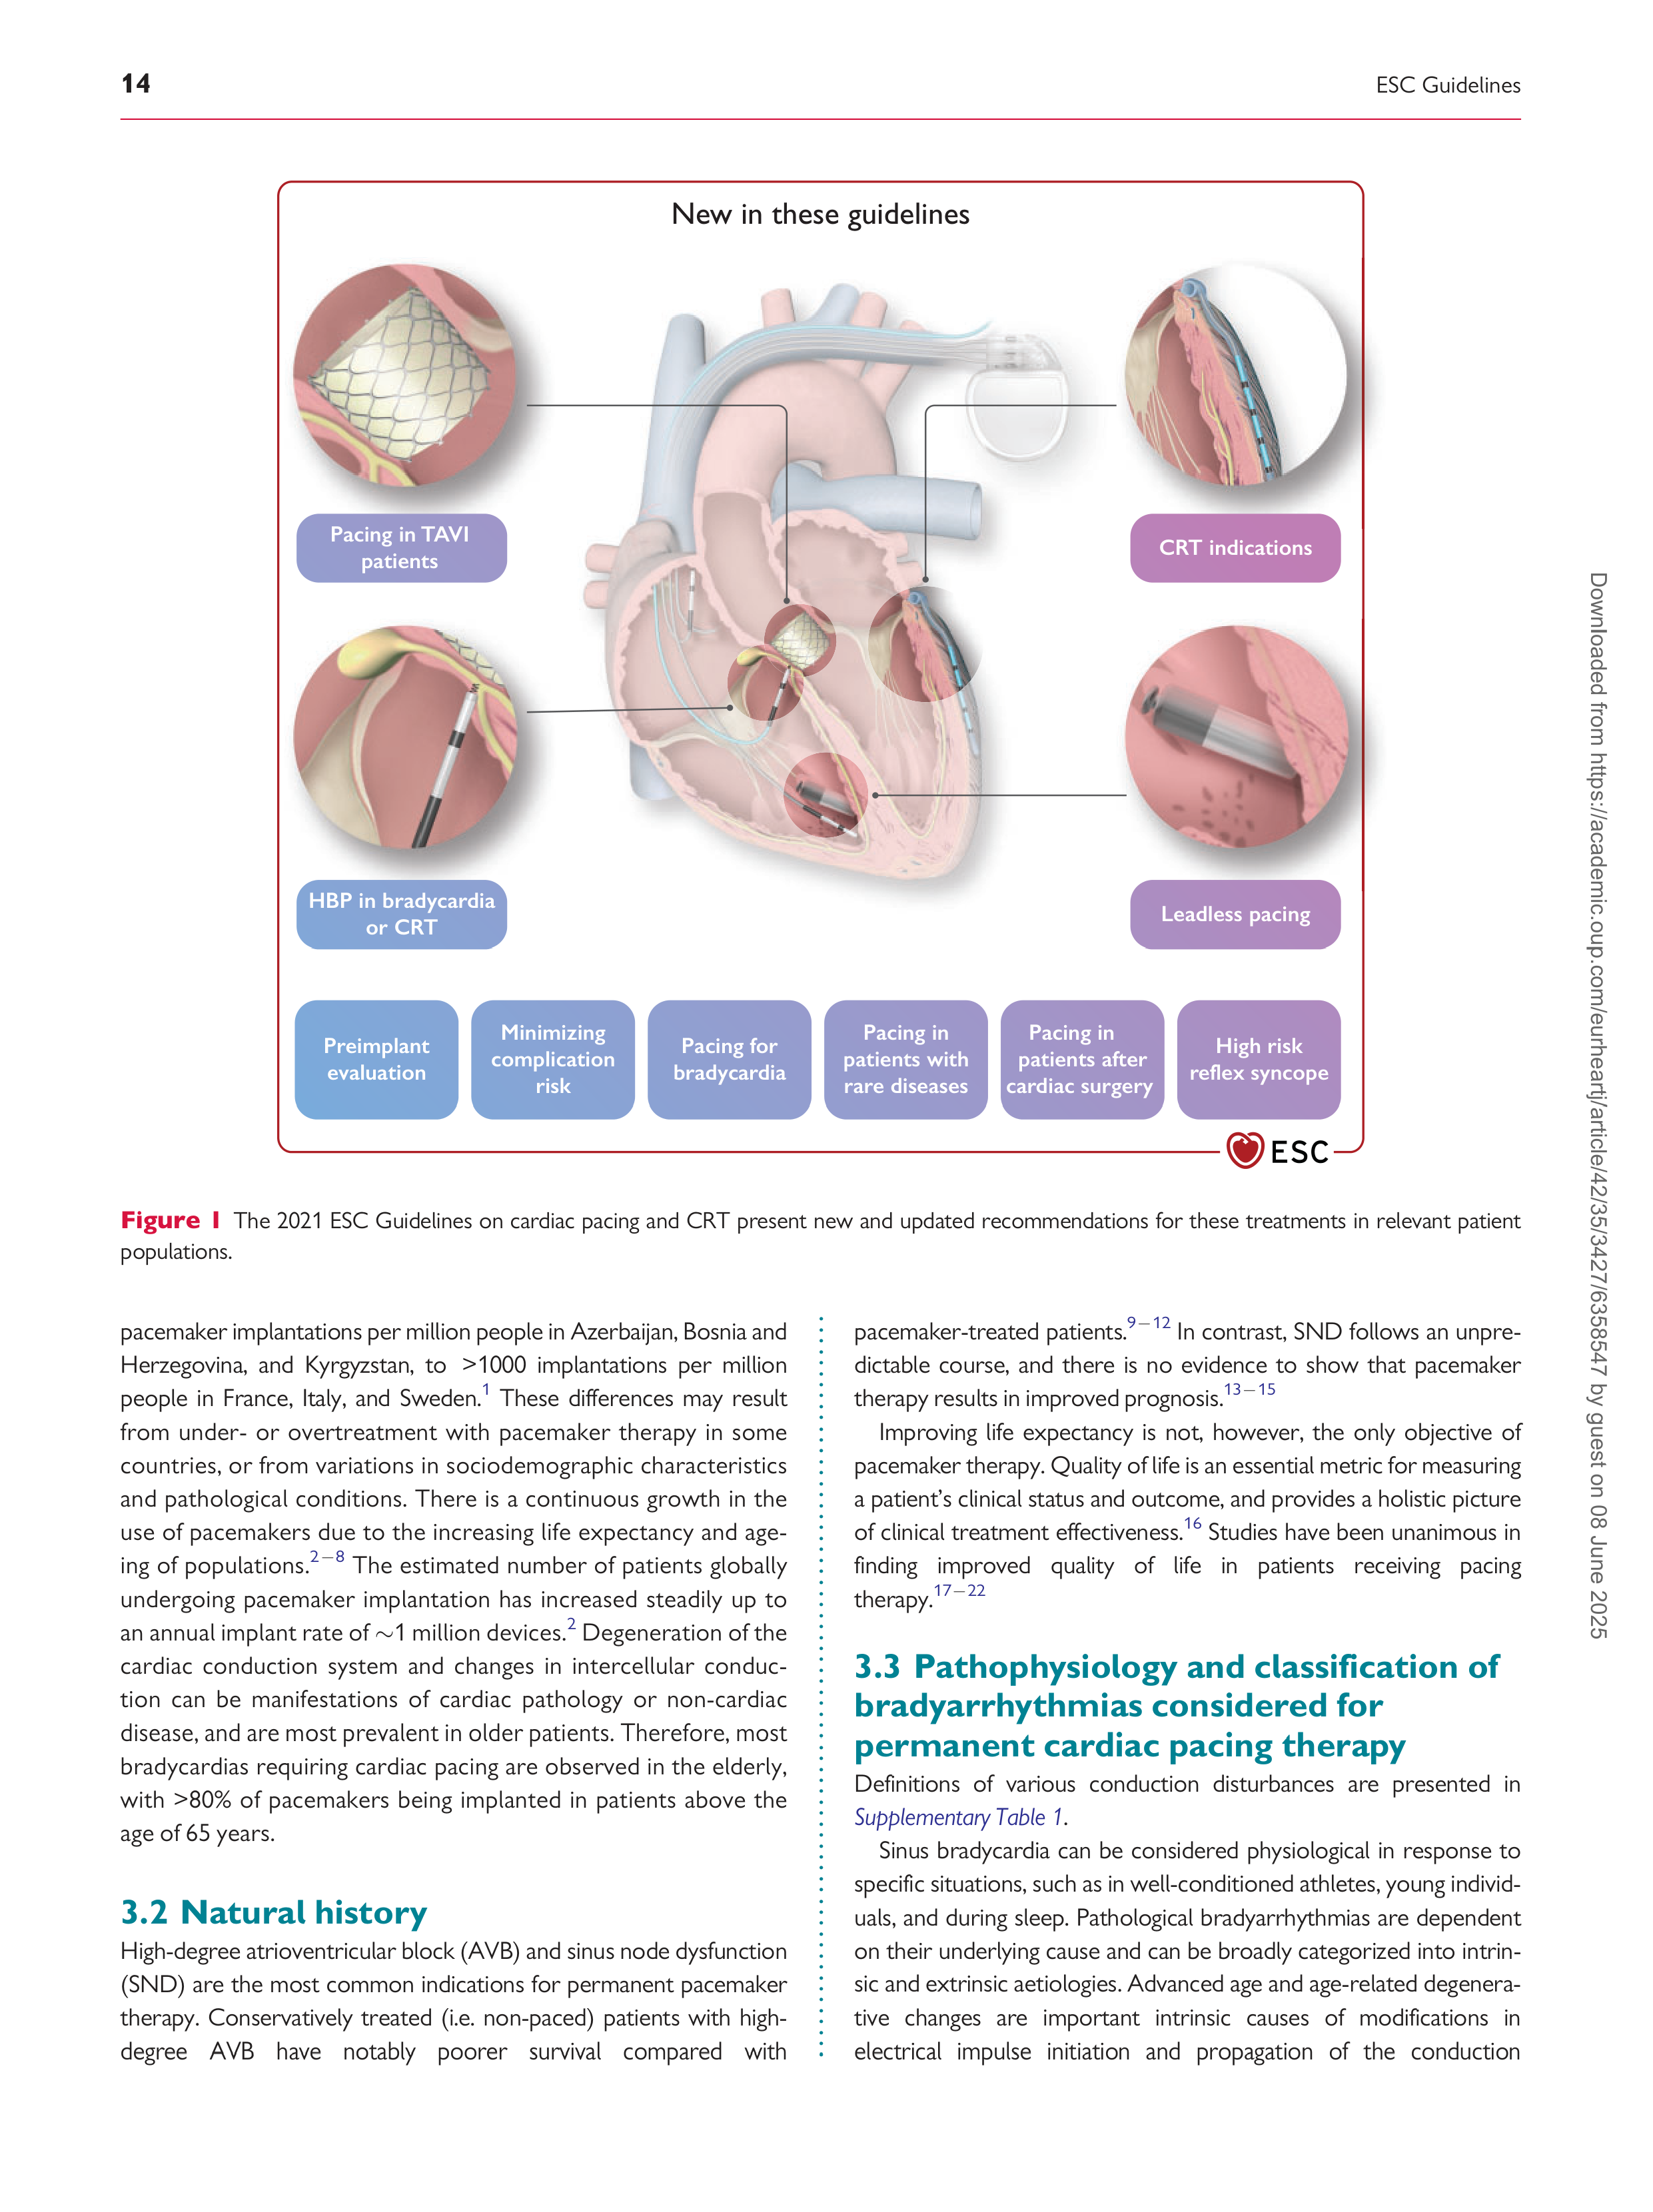 14
ESC Guidelines
New in these guidelines
Pacing in TAVI
patients
CRT indications
HBP in bradycardia
or CRT
Leadless pacing
Preimplant
evaluation
Minimizing
complication
risk
Pacing for
bradycardia
Pacing in
patients with
rare diseases
Pacing in
patients after
cardiac surgery
High risk
reflex syncope
ESC
Figure 1 The 2021 ESC Guidelines on cardiac pacing and CRT present new and updated recommendations for these treatments in relevant patient
populations.
pacemaker implantations per million people in Azerbaijan, Bosnia and
Herzegovina, and Kyrgyzstan, to >1000 implantations per million
people in France, Italy, and Sweden.1 These differences may result
from under- or overtreatment with pacemaker therapy in some
countries, or from variations in sociodemographic characteristics
and pathological conditions. There is a continuous growth in the
use of pacemakers due to the increasing life expectancy and age-
ing of populations.2–8 The estimated number of patients globally
undergoing pacemaker implantation has increased steadily up to
an annual implant rate of ~1 million devices.2 Degeneration of the
cardiac conduction system and changes in intercellular conduc-
tion can be manifestations of cardiac pathology or non-cardiac
disease, and are most prevalent in older patients. Therefore, most
bradycardias requiring cardiac pacing are observed in the elderly,
with >80% of pacemakers being implanted in patients above the
age of 65 years.
3.2 Natural history
High-degree atrioventricular block (AVB) and sinus node dysfunction
(SND) are the most common indications for permanent pacemaker
therapy. Conservatively treated (i.e. non-paced) patients with high-
degree AVB have notably poorer survival compared with
pacemaker-treated patients.9–12 In contrast, SND follows an unpre-
dictable course, and there is no evidence to show that pacemaker
therapy results in improved prognosis.13–15
Improving life expectancy is not, however, the only objective of
pacemaker therapy. Quality of life is an essential metric for measuring
a patient's clinical status and outcome, and provides a holistic picture
of clinical treatment effectiveness.16 Studies have been unanimous in
finding improved quality of life in patients receiving pacing
therapy.17–22
3.3 Pathophysiology and classification of
bradyarrhythmias considered for
permanent cardiac pacing therapy
Definitions of various conduction disturbances are presented in
Supplementary Table 1.
Sinus bradycardia can be considered physiological in response to
specific situations, such as in well-conditioned athletes, young individ-
uals, and during sleep. Pathological bradyarrhythmias are dependent
on their underlying cause and can be broadly categorized into intrin-
sic and extrinsic aetiologies. Advanced age and age-related degenera-
tive changes are important intrinsic causes of modifications in
electrical impulse initiation and propagation of the conduction
Downloaded from https://academic.oup.com/eurheartj/article/42/35/3427/6358547 by guest on 08 June 2025